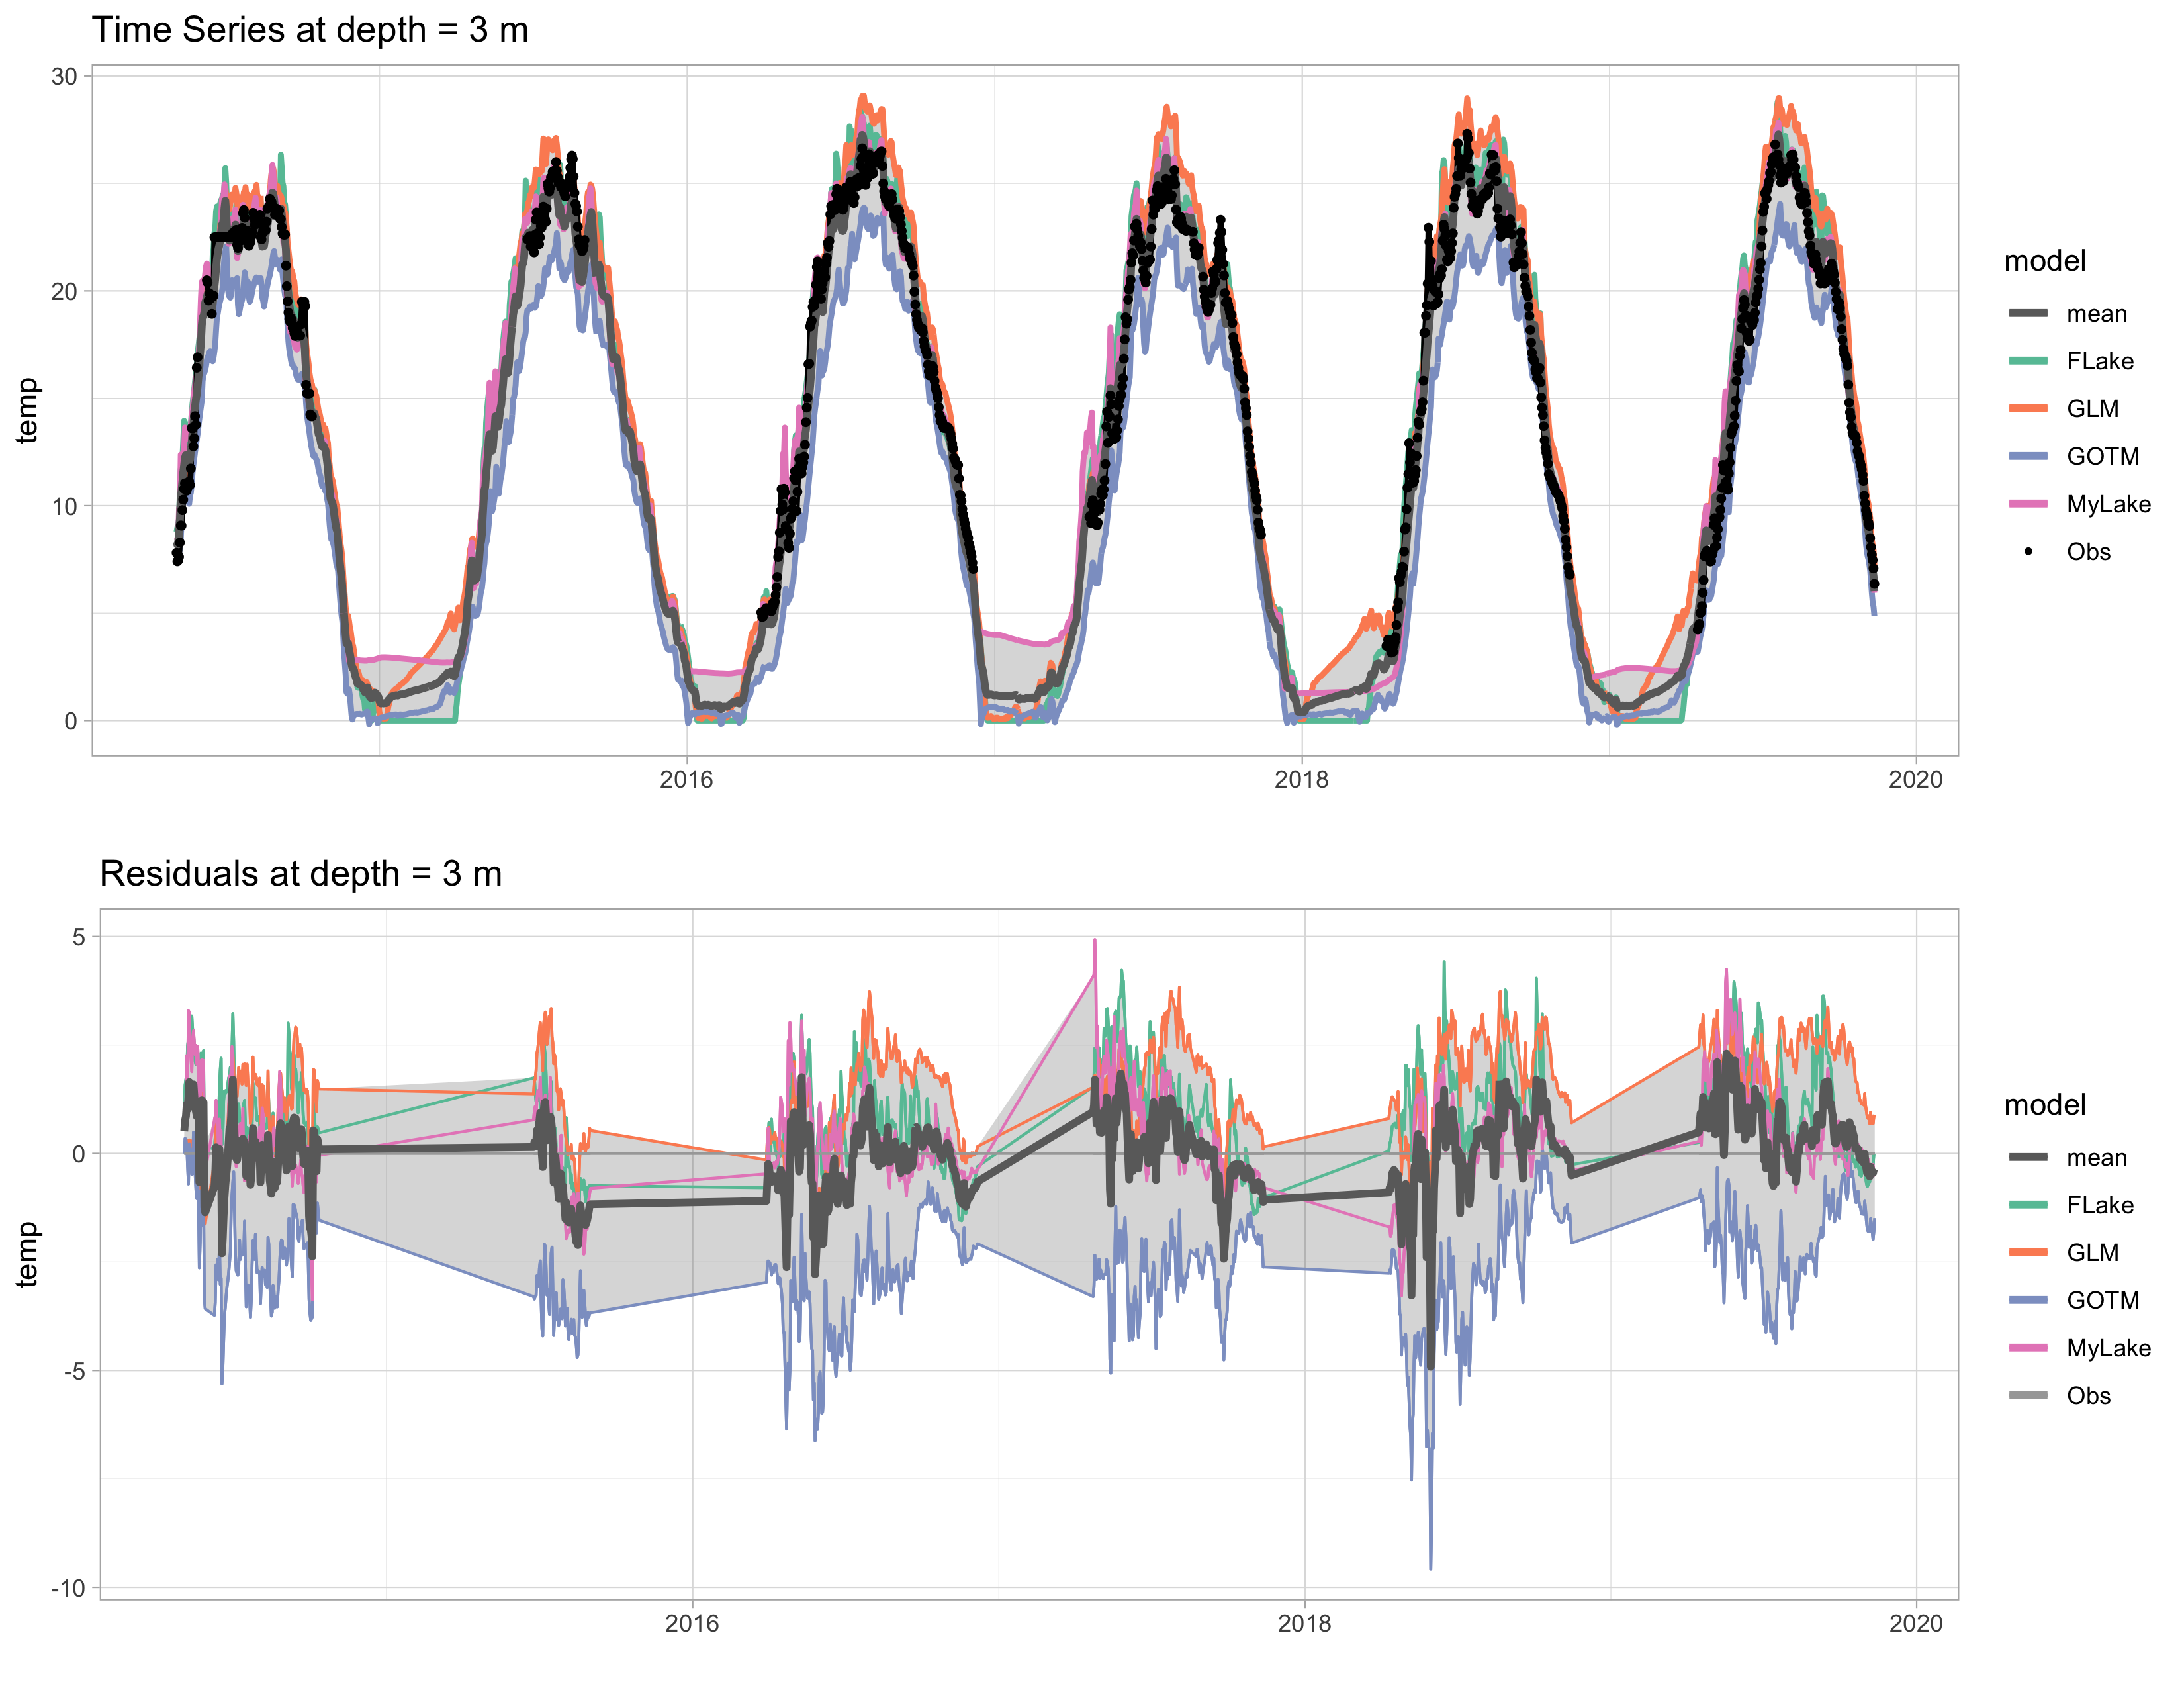 Time Series at depth = 3 m
30
20
10
0
temp
2016
2018
2020
model
mean
FLake
GLM
GOTM
MyLake
Obs
Residuals at depth = 3 m
5
0
-5
-10
temp
2016
2018
2020
model
mean
FLake
GLM
GOTM
MyLake
Obs